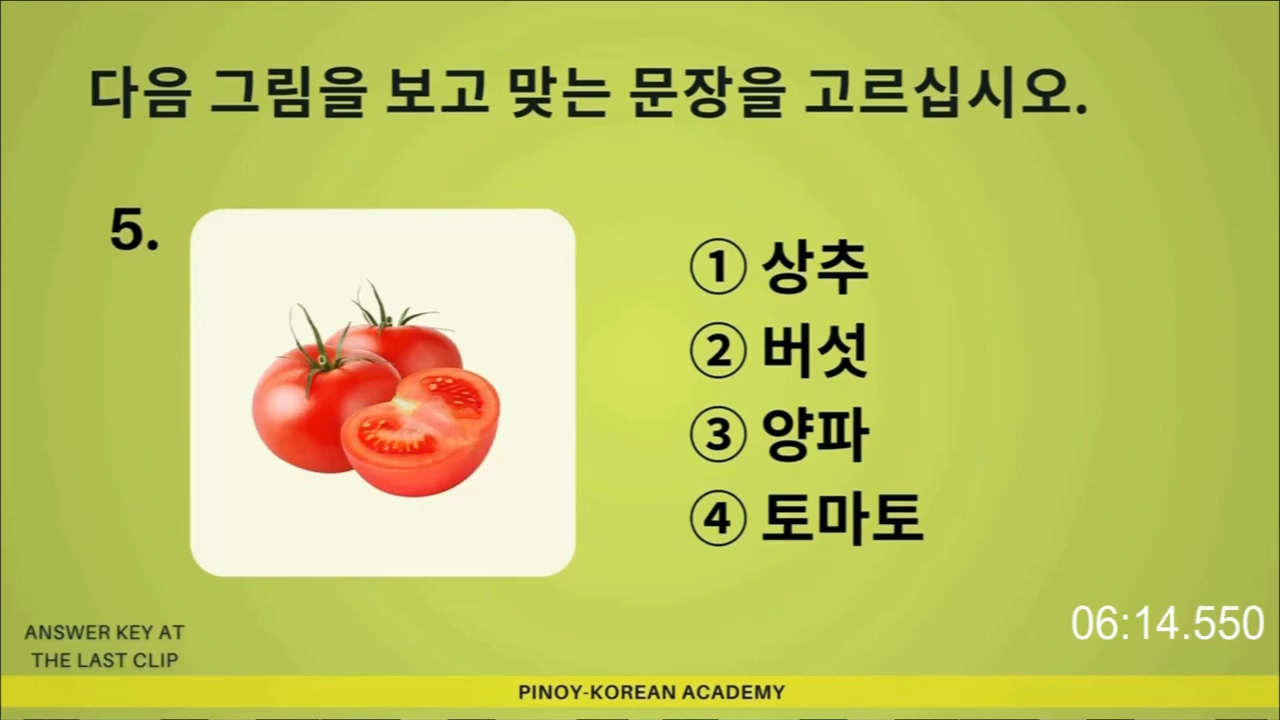 다음 그림을 보고 맞는 문장을 고르십시오.
5.
① 상추
② 버섯
③ 양파
④ 토마토
06:14.550
ANSWER KEY AT
THE LAST CLIP
PINOY-KOREAN ACADEMY